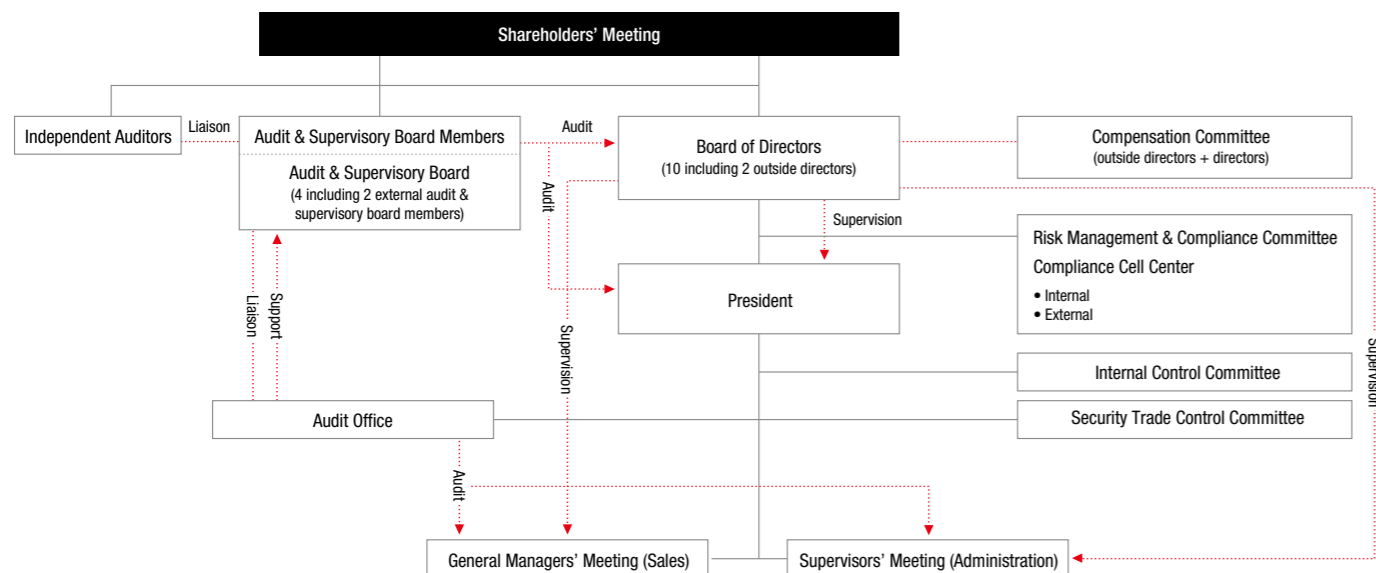 Shareholders’ Meeting
Independent Auditors
Liaison
Audit & Supervisory Board Members
Audit & Supervisory Board
(4 including 2 external audit &
supervisory board members)
Audit
Audit
Board of Directors
(10 including 2 outside directors)
Compensation Committee
(outside directors + directors)
Supervision
Risk Management & Compliance Committee
Compliance Cell Center
• Internal
• External
President
Liaison
Support
Supervision
Supervision
Internal Control Committee
Audit Office
Security Trade Control Committee
Audit
General Managers’ Meeting (Sales)
Supervisors’ Meeting (Administration)